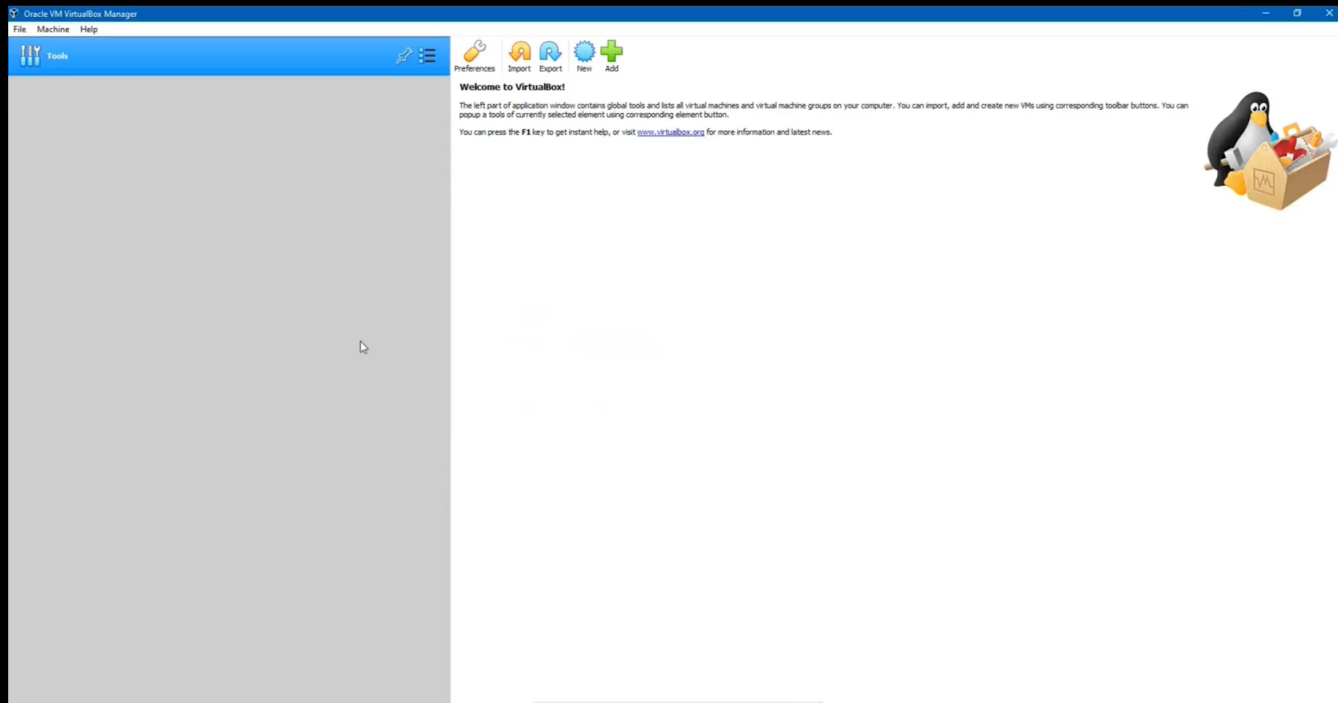 Oracle VM VirtualBox Manager
File Machine Help
Tools
Preferences Import Export New Add
Welcome to VirtualBox!
The left part of application window contains global tools and lists all virtual machines and virtual machine groups on your computer. You can import, add and create new VMs using corresponding toolbar buttons. You can
popup a tools of currently selected element using corresponding element button.
You can press the F1 key to get instant help, or visit www.virtualbox.org for more information and latest news.